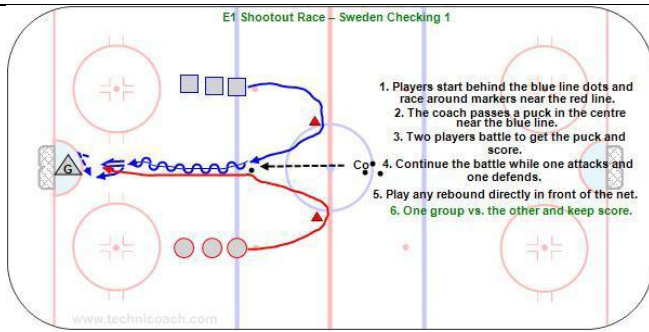 E1 Shootout Race – Sweden Checking 1
1. Players start behind the blue line dots and
race around markers near the red line.
2. The coach passes a puck in the centre
near the blue line.
3. Two players battle to get the puck and
score.
Co
4. Continue the battle while one attacks and
one defends.
G
5. Play any rebound directly in front of the net.
6. One group vs. the other and keep score.
www.technicoach.com